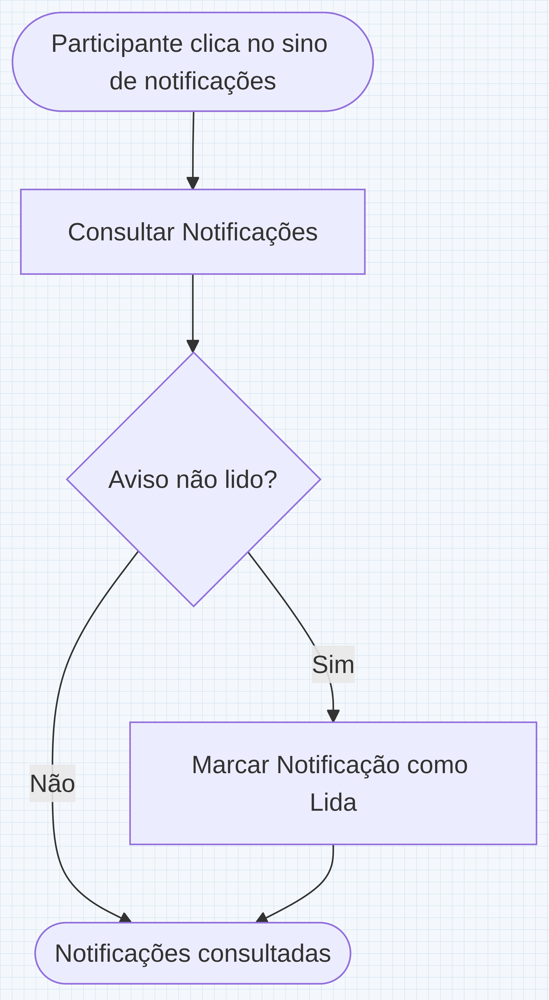 Participante clica no sino
de notificações
Consultar Notificações
Aviso não lido?
Sim
Marcar Notificação como
Lida
Não
Notificações consultadas